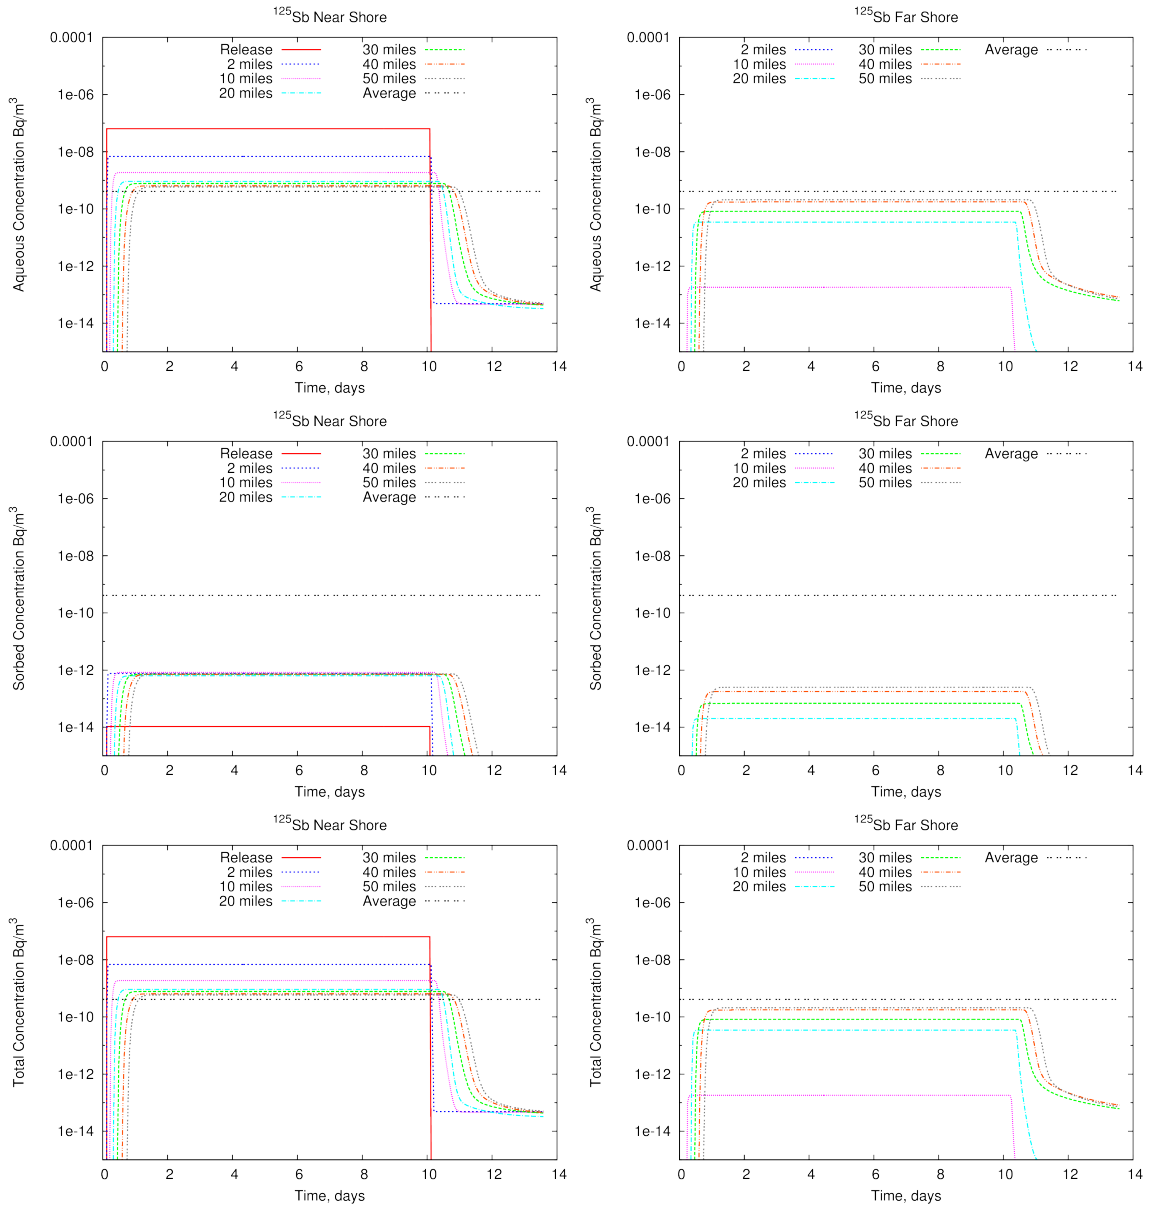 125Sb Near Shore
Aqueous Concentration Bq/m3
0.0001
1e-06
1e-08
1e-10
1e-12
1e-14
Release
2 miles
10 miles
20 miles
30 miles
40 miles
50 miles
Average
0 2 4 6 8 10 12 14
Time, days
125Sb Far Shore
Aqueous Concentration Bq/m3
0.0001
1e-06
1e-08
1e-10
1e-12
1e-14
2 miles
10 miles
20 miles
30 miles
40 miles
50 miles
Average
0 2 4 6 8 10 12 14
Time, days
125Sb Near Shore
Sorbed Concentration Bq/m3
0.0001
1e-06
1e-08
1e-10
1e-12
1e-14
Release
2 miles
10 miles
20 miles
30 miles
40 miles
50 miles
Average
0 2 4 6 8 10 12 14
Time, days
125Sb Far Shore
Sorbed Concentration Bq/m3
0.0001
1e-06
1e-08
1e-10
1e-12
1e-14
2 miles
10 miles
20 miles
30 miles
40 miles
50 miles
Average
0 2 4 6 8 10 12 14
Time, days
125Sb Near Shore
Total Concentration Bq/m3
0.0001
1e-06
1e-08
1e-10
1e-12
1e-14
Release
2 miles
10 miles
20 miles
30 miles
40 miles
50 miles
Average
0 2 4 6 8 10 12 14
Time, days
125Sb Far Shore
Total Concentration Bq/m3
0.0001
1e-06
1e-08
1e-10
1e-12
1e-14
2 miles
10 miles
20 miles
30 miles
40 miles
50 miles
Average
0 2 4 6 8 10 12 14
Time, days